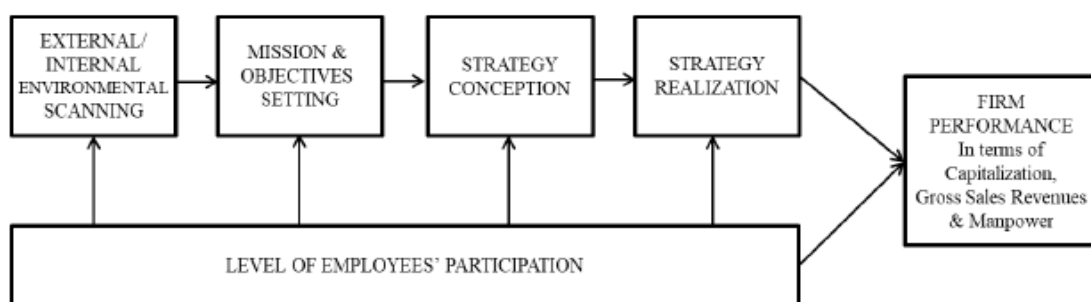 EXTERNAL/
INTERNAL
ENVIRONMENTAL
SCANNING
MISSION &
OBJECTIVES
SETTING
STRATEGY
CONCEPTION
STRATEGY
REALIZATION
FIRM
PERFORMANCE
In terms of
Capitalization,
Gross Sales Revenues
& Manpower
LEVEL OF EMPLOYEES’ PARTICIPATION